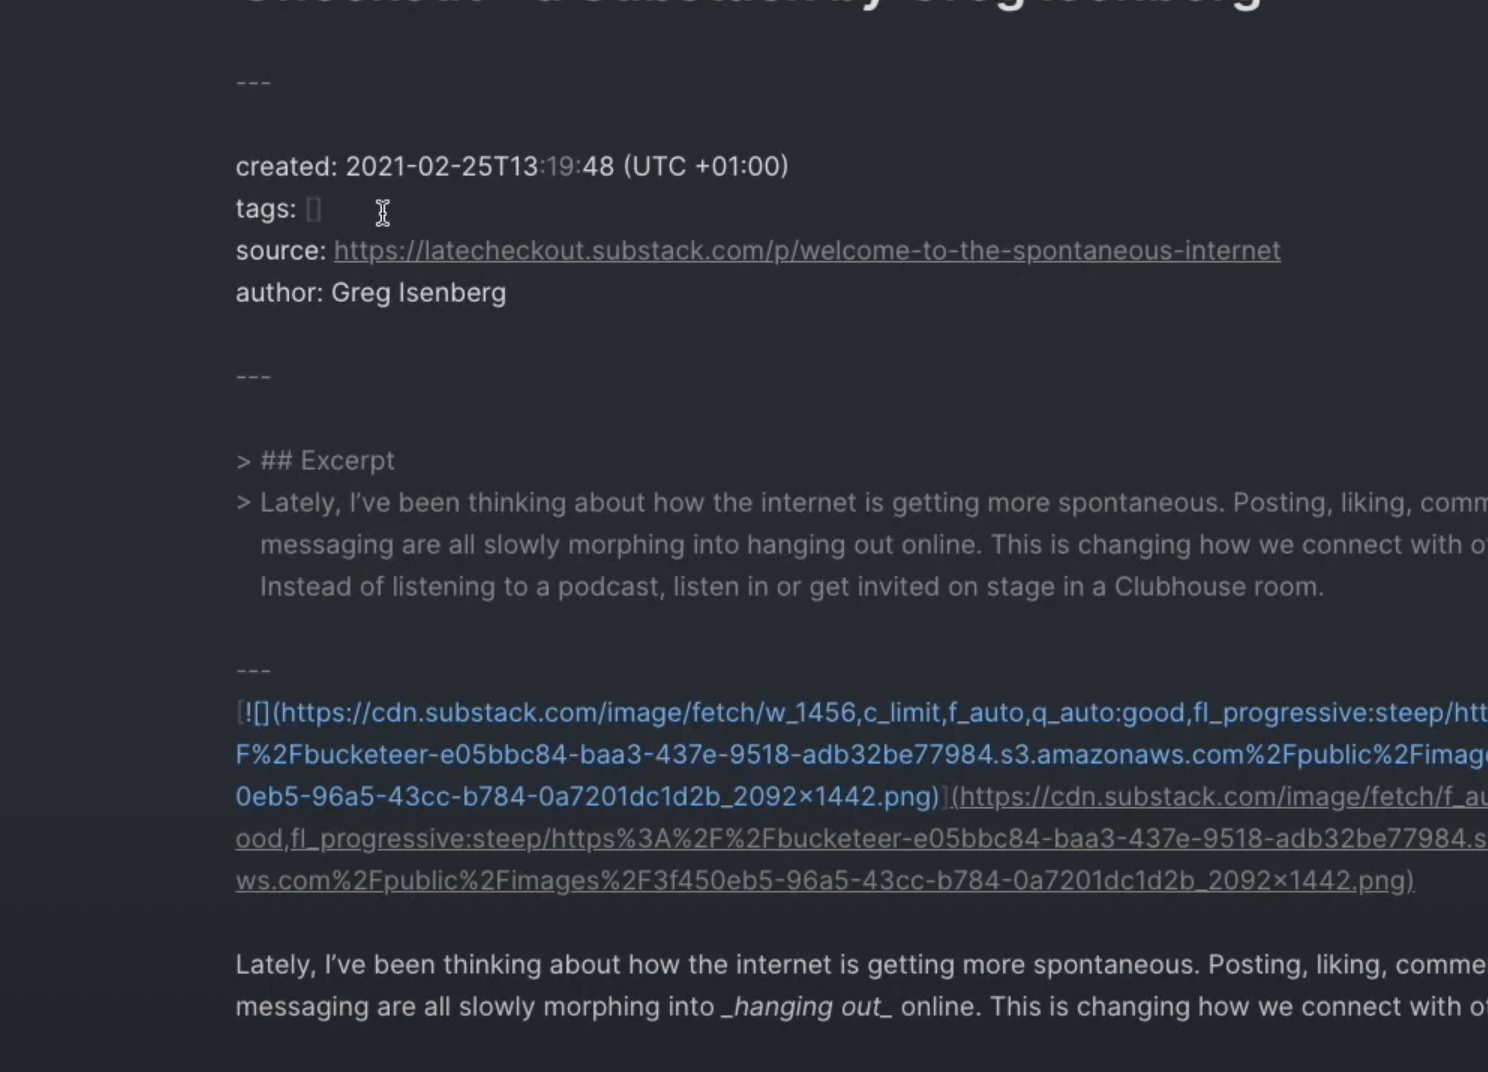 Checkout - a Substack by Greg Isenberg
---
created: 2021-02-25T13:19:48 (UTC +01:00)
tags: []
source: https://latecheckout.substack.com/p/welcome-to-the-spontaneous-internet
author: Greg Isenberg
---
> ## Excerpt
> Lately, I've been thinking about how the internet is getting more spontaneous. Posting, liking,
messaging are all slowly morphing into hanging out online. This is changing how we connect with
Instead of listening to a podcast, listen in or get invited on stage in a Clubhouse room.
---
[![](https://cdn.substack.com/image/fetch/w_1456,c_limit,f_auto,q_auto:good,fl_progressive:steep/htt
F%2Fbucketeer-e05bbc84-baa3-437e-9518-adb32be77984.s3.amazonaws.com%2Fpublic%2Fimag
0eb5-96a5-43cc-b784-0a7201dc1d2b_2092×1442.png)](https://cdn.substack.com/image/fetch/f_au
ood,fl_progressive:steep/https%3A%2F%2Fbucketeer-e05bbc84-baa3-437e-9518-adb32be77984.s
ws.com%2Fpublic%2Fimages%2F3f450eb5-96a5-43cc-b784-0a7201dc1d2b_2092×1442.png)
Lately, I've been thinking about how the internet is getting more spontaneous. Posting, liking,
messaging are all slowly morphing into _hanging out_ online. This is changing how we connect with